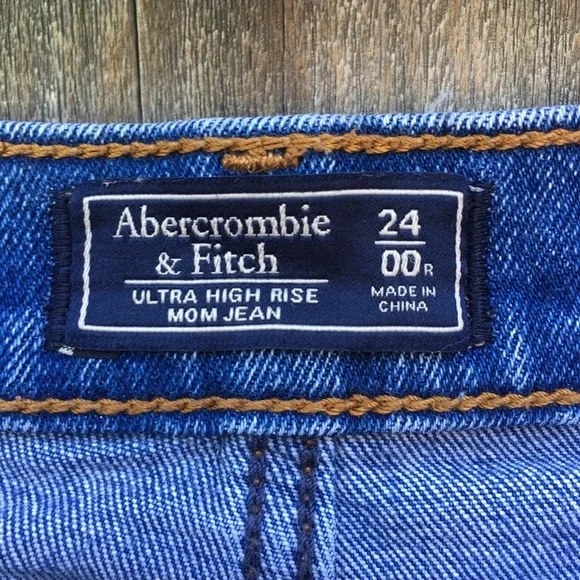 Abercrombie
& Fitch
ULTRA HIGH RISE
MOM JEAN
24
00R
MADE IN
CHINA